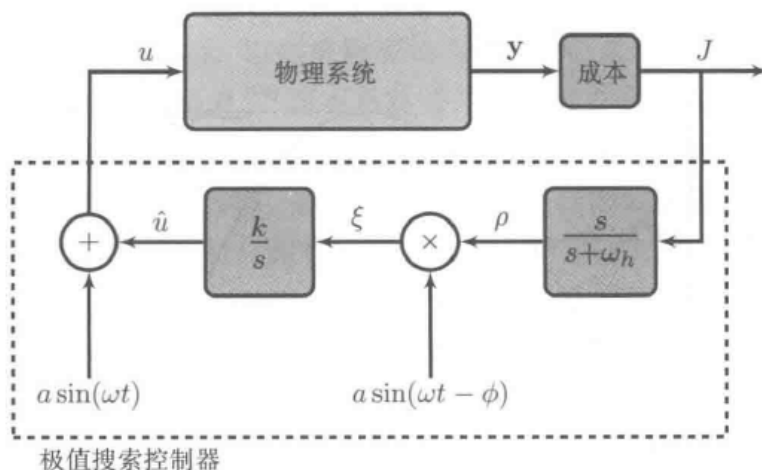 u
物理系统
y
成本
J
+
û
k/s
ξ
×
ρ
s/(s+ω_h)
a sin(ωt)
a sin(ωt − ϕ)
极值搜索控制器